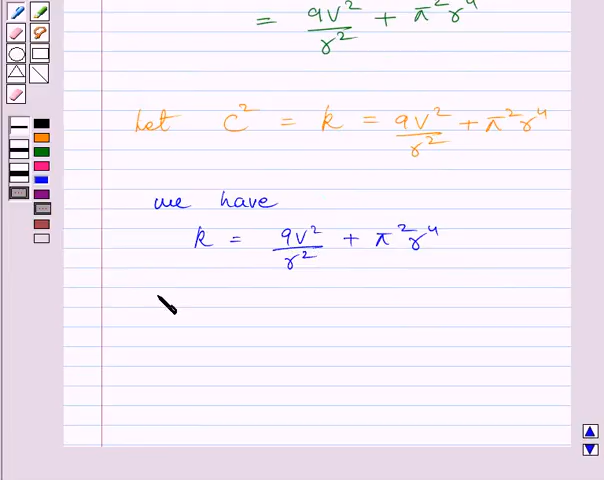 = 9v²/r² + π²r⁴
Let C² = k = 9v²/r² + π²r⁴
we have
k = 9v²/r² + π²r⁴